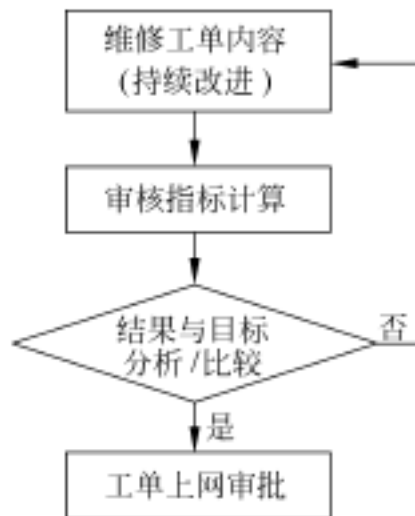 维修工单内容
(持续改进)
审核指标计算
结果与目标
分析/比较
否
是
工单上网审批